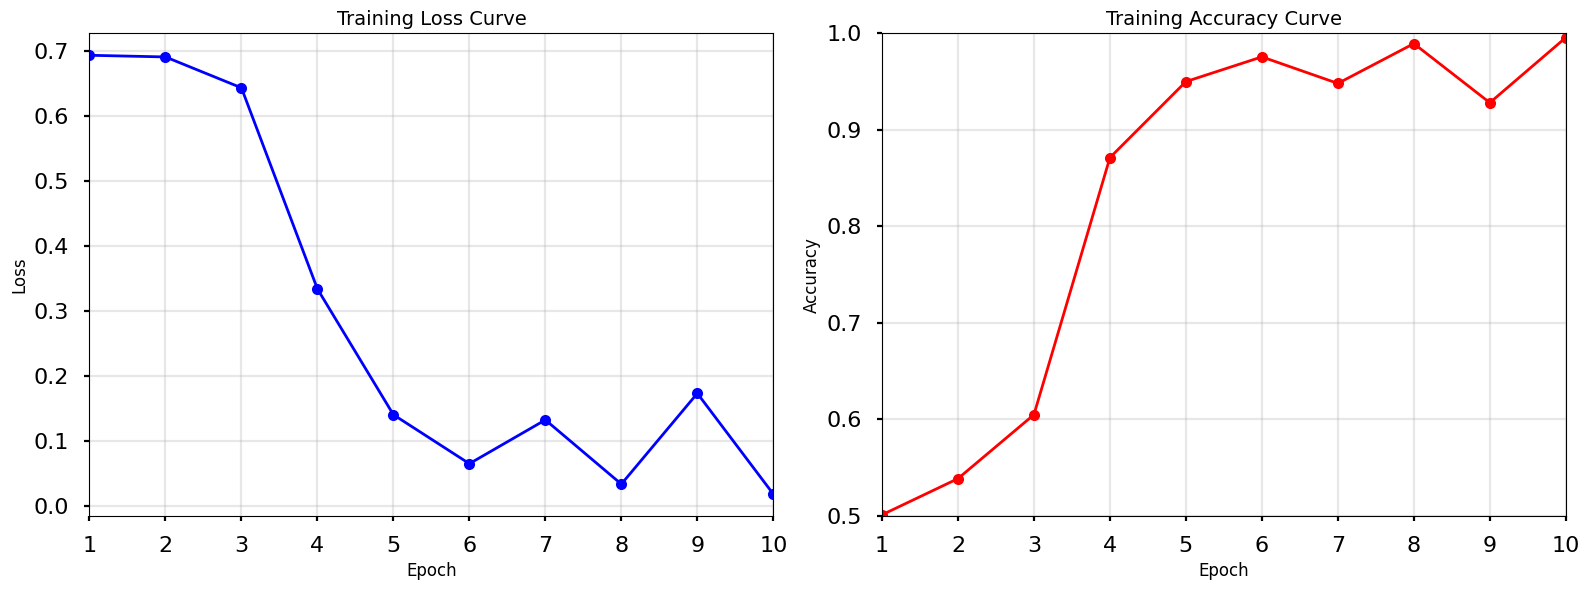 Training Loss Curve
0.7
0.6
0.5
0.4
0.3
0.2
0.1
0.0
Loss
1 2 3 4 5 6 7 8 9 10
Epoch
Training Accuracy Curve
1.0
0.9
0.8
0.7
0.6
0.5
Accuracy
1 2 3 4 5 6 7 8 9 10
Epoch